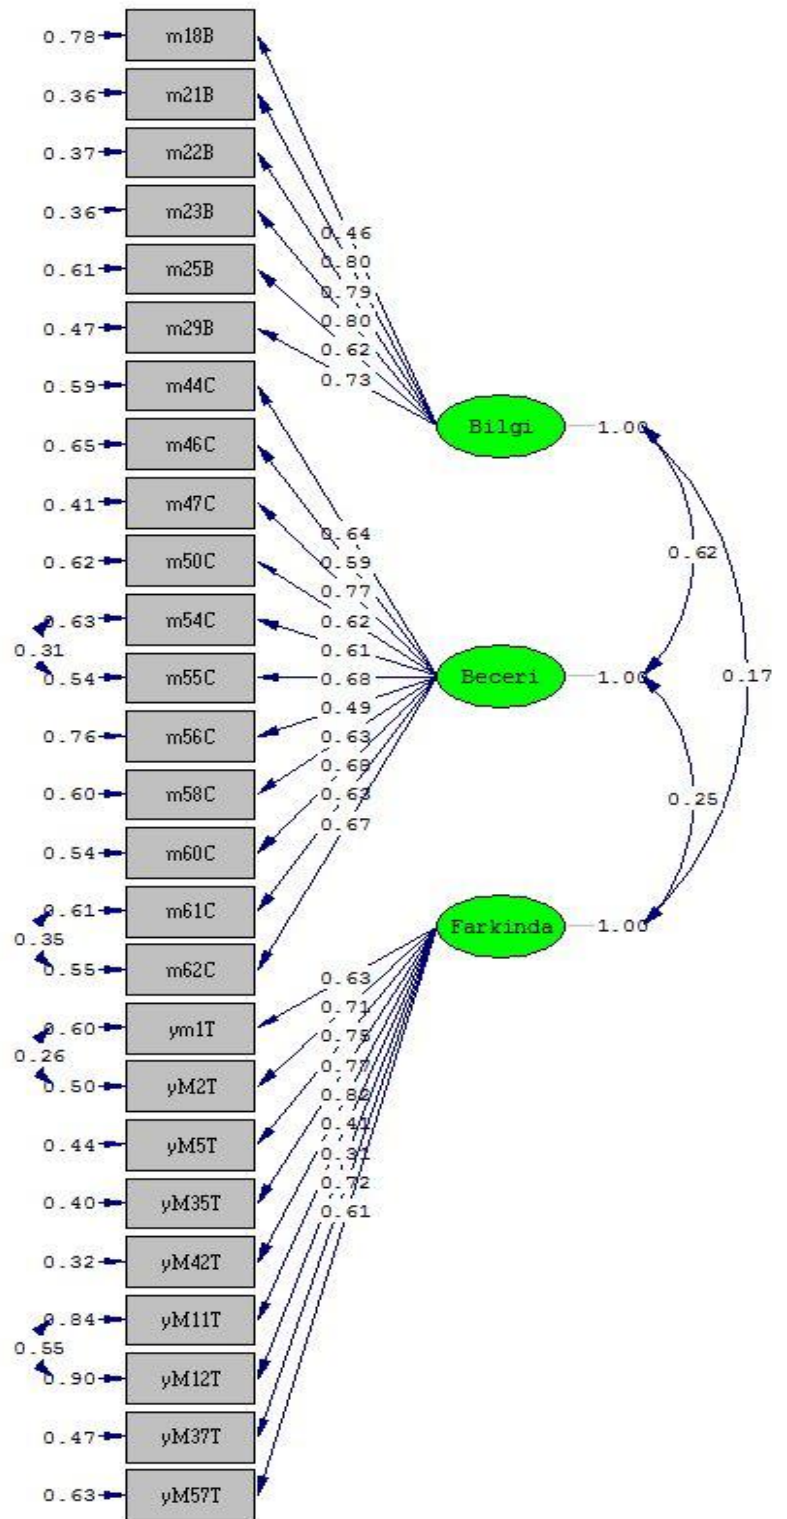 0.78 m18B
0.36 m21B
0.37 m22B
0.36 m23B
0.61 m25B
0.47 m29B
0.59 m44C
0.65 m46C
0.41 m47C
0.62 m50C
0.63 m54C
0.31
0.54 m55C
0.76 m56C
0.60 m58C
0.54 m60C
0.61 m61C
0.35
0.55 m62C
0.60 ym1T
0.26
0.50 yM2T
0.44 yM5T
0.40 yM35T
0.32 yM42T
0.84 yM11T
0.55
0.90 yM12T
0.47 yM37T
0.63 yM57T
0.46
0.80
0.79
0.80
0.62
0.73
0.64
0.59
0.77
0.62
0.61
0.68
0.49
0.63
0.68
0.63
0.67
0.63
0.71
0.75
0.77
0.82
0.41
0.31
0.72
0.61
Bilgi 1.00
Beceri 1.00
Farkinda 1.00
0.62
0.17
0.25